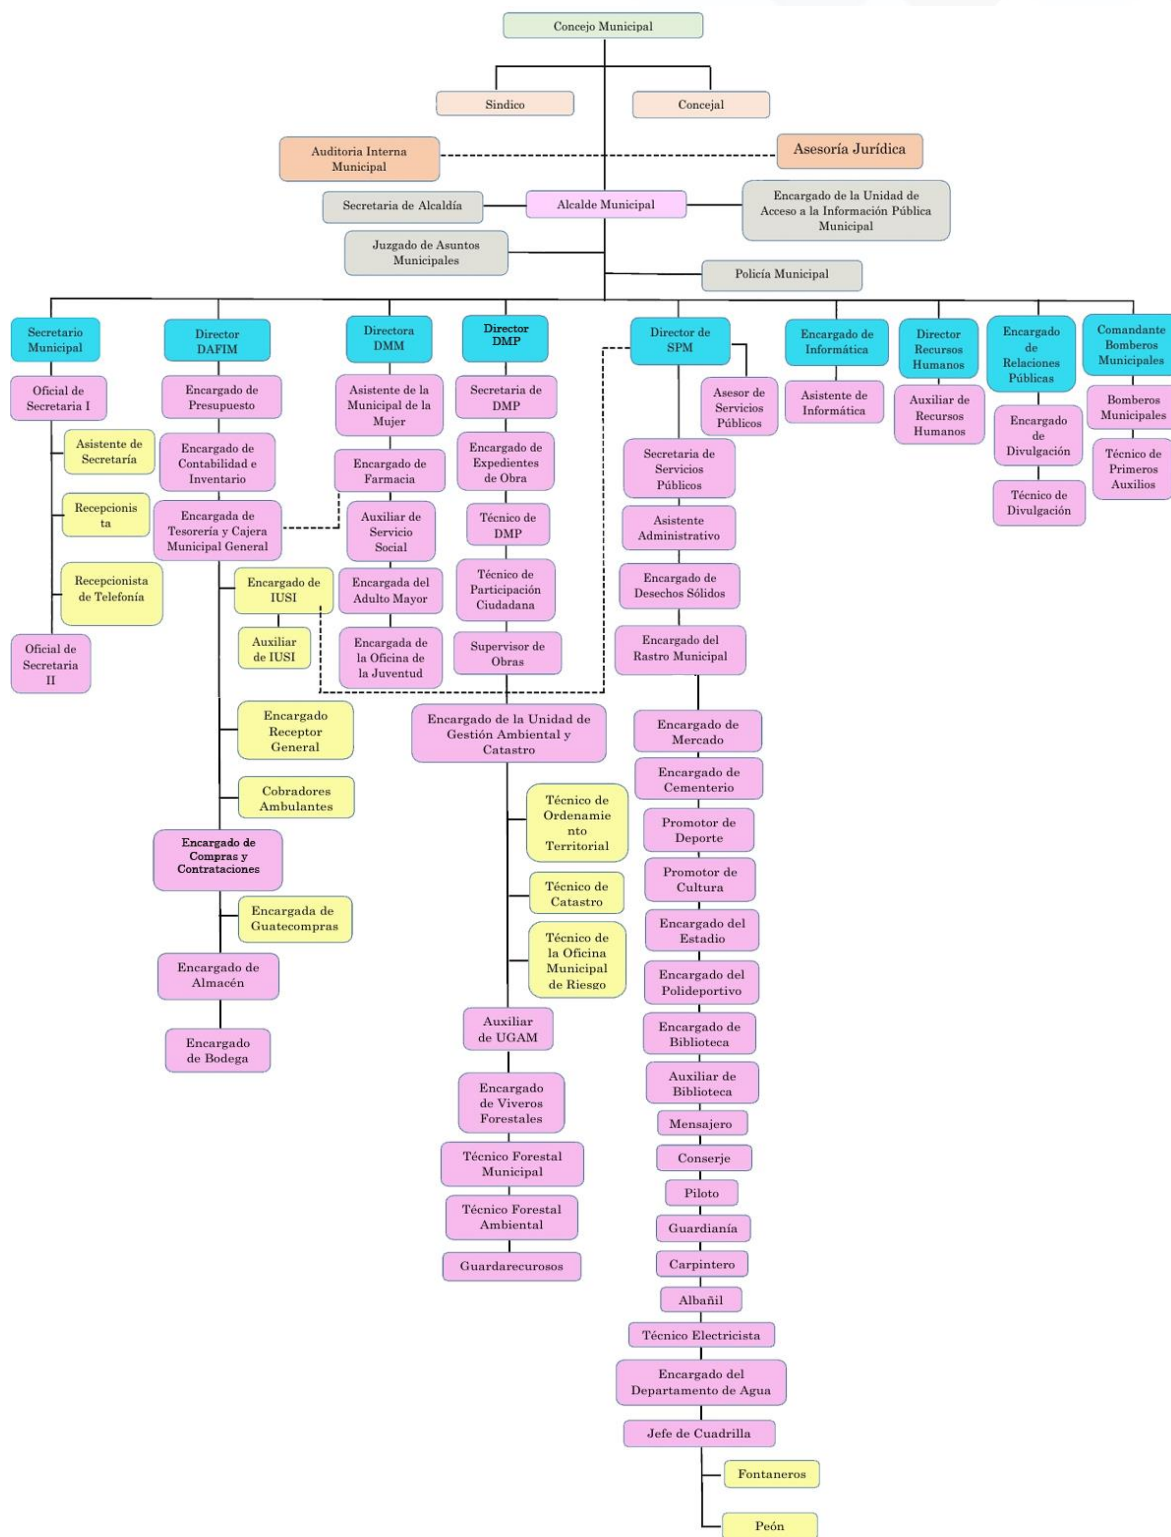 Concejo Municipal
Sindico
Concejal
Auditoria Interna
Municipal
Asesoría Jurídica
Secretaria de Alcaldía
Alcalde Municipal
Encargado de la Unidad de
Acceso a la Información Pública
Municipal
Juzgado de Asuntos
Municipales
Policía Municipal
Secretario
Municipal
Oficial de
Secretaria I
Asistente de
Secretaría
Recepcionis
ta
Recepcionista
de Telefonía
Oficial de
Secretaria
II
Director
DAFIM
Encargado de
Presupuesto
Encargado de
Contabilidad e
Inventario
Encargada de
Tesorería y Cajera
Municipal General
Encargado de
IUSI
Auxiliar
de IUSI
Encargado
Receptor
General
Cobradores
Ambulantes
Encargado de
Compras y
Contrataciones
Encargada de
Guatecompras
Encargado de
Almacén
Encargado
de Bodega
Directora
DMM
Asistente de la
Municipal de la
Mujer
Encargado de
Farmacia
Auxiliar de
Servicio
Social
Encargada del
Adulto Mayor
Encargada de
la Oficina de
la Juventud
Director
DMP
Secretaria de
DMP
Encargado de
Expedientes
de Obra
Técnico de
DMP
Técnico de
Participación
Ciudadana
Supervisor de
Obras
Encargado de la Unidad de
Gestión Ambiental y
Catastro
Técnico de
Ordenamie
nto
Territorial
Técnico de
Catastro
Técnico de
la Oficina
Municipal
de Riesgo
Auxiliar
de UGAM
Encargado
de Viveros
Forestales
Técnico Forestal
Municipal
Técnico Forestal
Ambiental
Guardarecurosos
Director de
SPM
Asesor de
Servicios
Públicos
Secretaria de
Servicios
Públicos
Asistente
Administrativo
Encargado de
Desechos Sólidos
Encargado del
Rastro Municipal
Encargado de
Mercado
Encargado de
Cementerio
Promotor de
Deporte
Promotor de
Cultura
Encargado del
Estadio
Encargado del
Polideportivo
Encargado de
Biblioteca
Auxiliar de
Biblioteca
Mensajero
Conserje
Piloto
Guardianía
Carpintero
Albañil
Técnico Electricista
Encargado del
Departamento de Agua
Jefe de Cuadrilla
Fontaneros
Peón
Encargado de
Informática
Asistente de
Informática
Director
Recursos
Humanos
Auxiliar de
Recursos
Humanos
Encargado
de
Relaciones
Públicas
Encargado
de
Divulgación
Técnico de
Divulgación
Comandante
Bomberos
Municipales
Bomberos
Municipales
Técnico de
Primeros
Auxilios